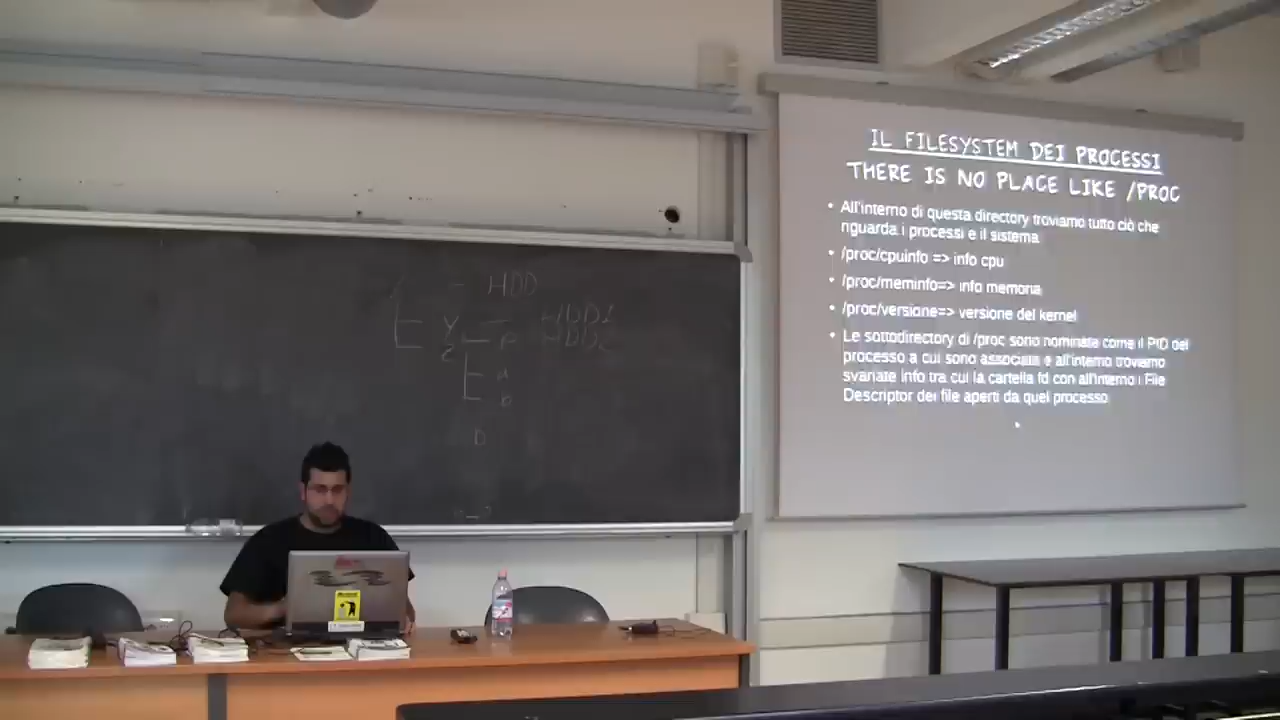 IL FILESYSTEM DEI PROCESSI
THERE IS NO PLACE LIKE /PROC
• All'interno di questa directory troviamo tutto ciò che
riguarda i processi e il sistema
• /proc/cpuinfo => info cpu
• /proc/meminfo=> info memoria
• /proc/versione=> versione del kernel
• Le sottodirectory di /proc sono nominate come il PID del
processo a cui sono associate e all'interno troviamo
svariate info tra cui la cartella fd con all'interno i File
Descriptor dei file aperti da quel processo
HDD
HDD1
a
b